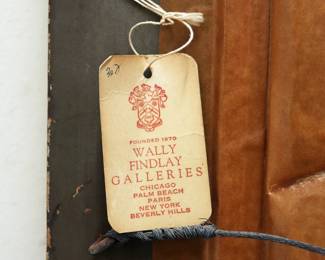 FOUNDED 1870
WALLY
FINDLAY
GALLERIES
CHICAGO
PALM BEACH
PARIS
NEW YORK
BEVERLY HILLS